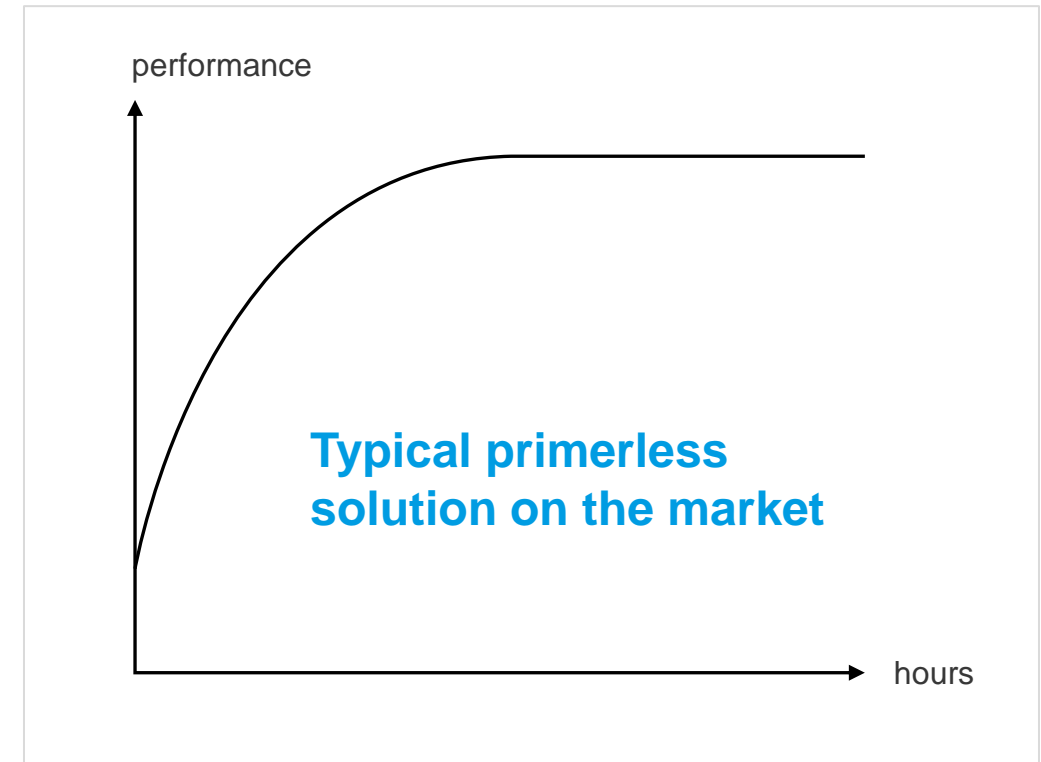 performance
Typical primerless
solution on the market
hours